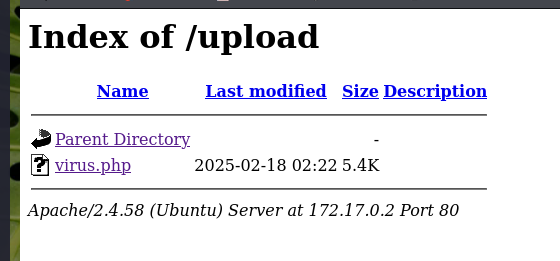 Index of /upload
Name Last modified Size Description
Parent Directory -
virus.php 2025-02-18 02:22 5.4K
Apache/2.4.58 (Ubuntu) Server at 172.17.0.2 Port 80